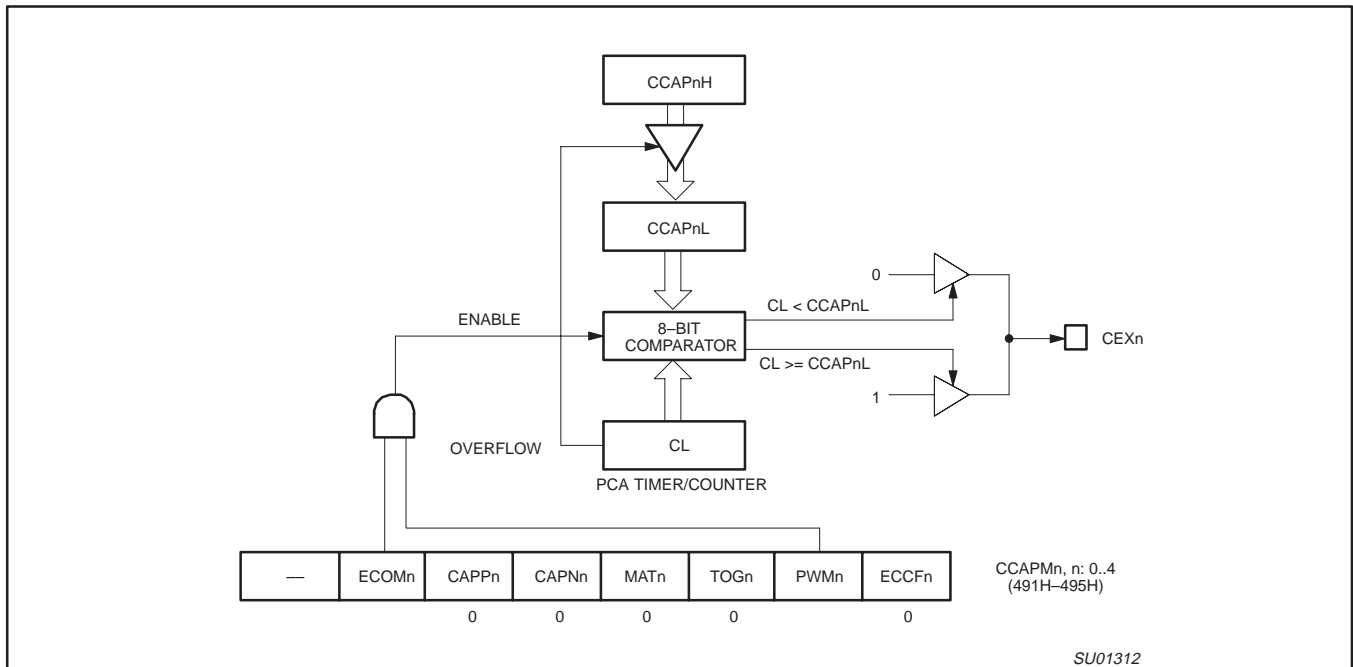 CCAPnH
CCAPnL
0
CL < CCAPnL
ENABLE
8–BIT
COMPARATOR
CEXn
CL >= CCAPnL
1
OVERFLOW
CL
PCA TIMER/COUNTER
–– ECOMn CAPPn CAPNn MATn TOGn PWMn ECCFn
CCAPMn, n: 0..4
(491H–495H)
0 0 0 0 0
SU01312